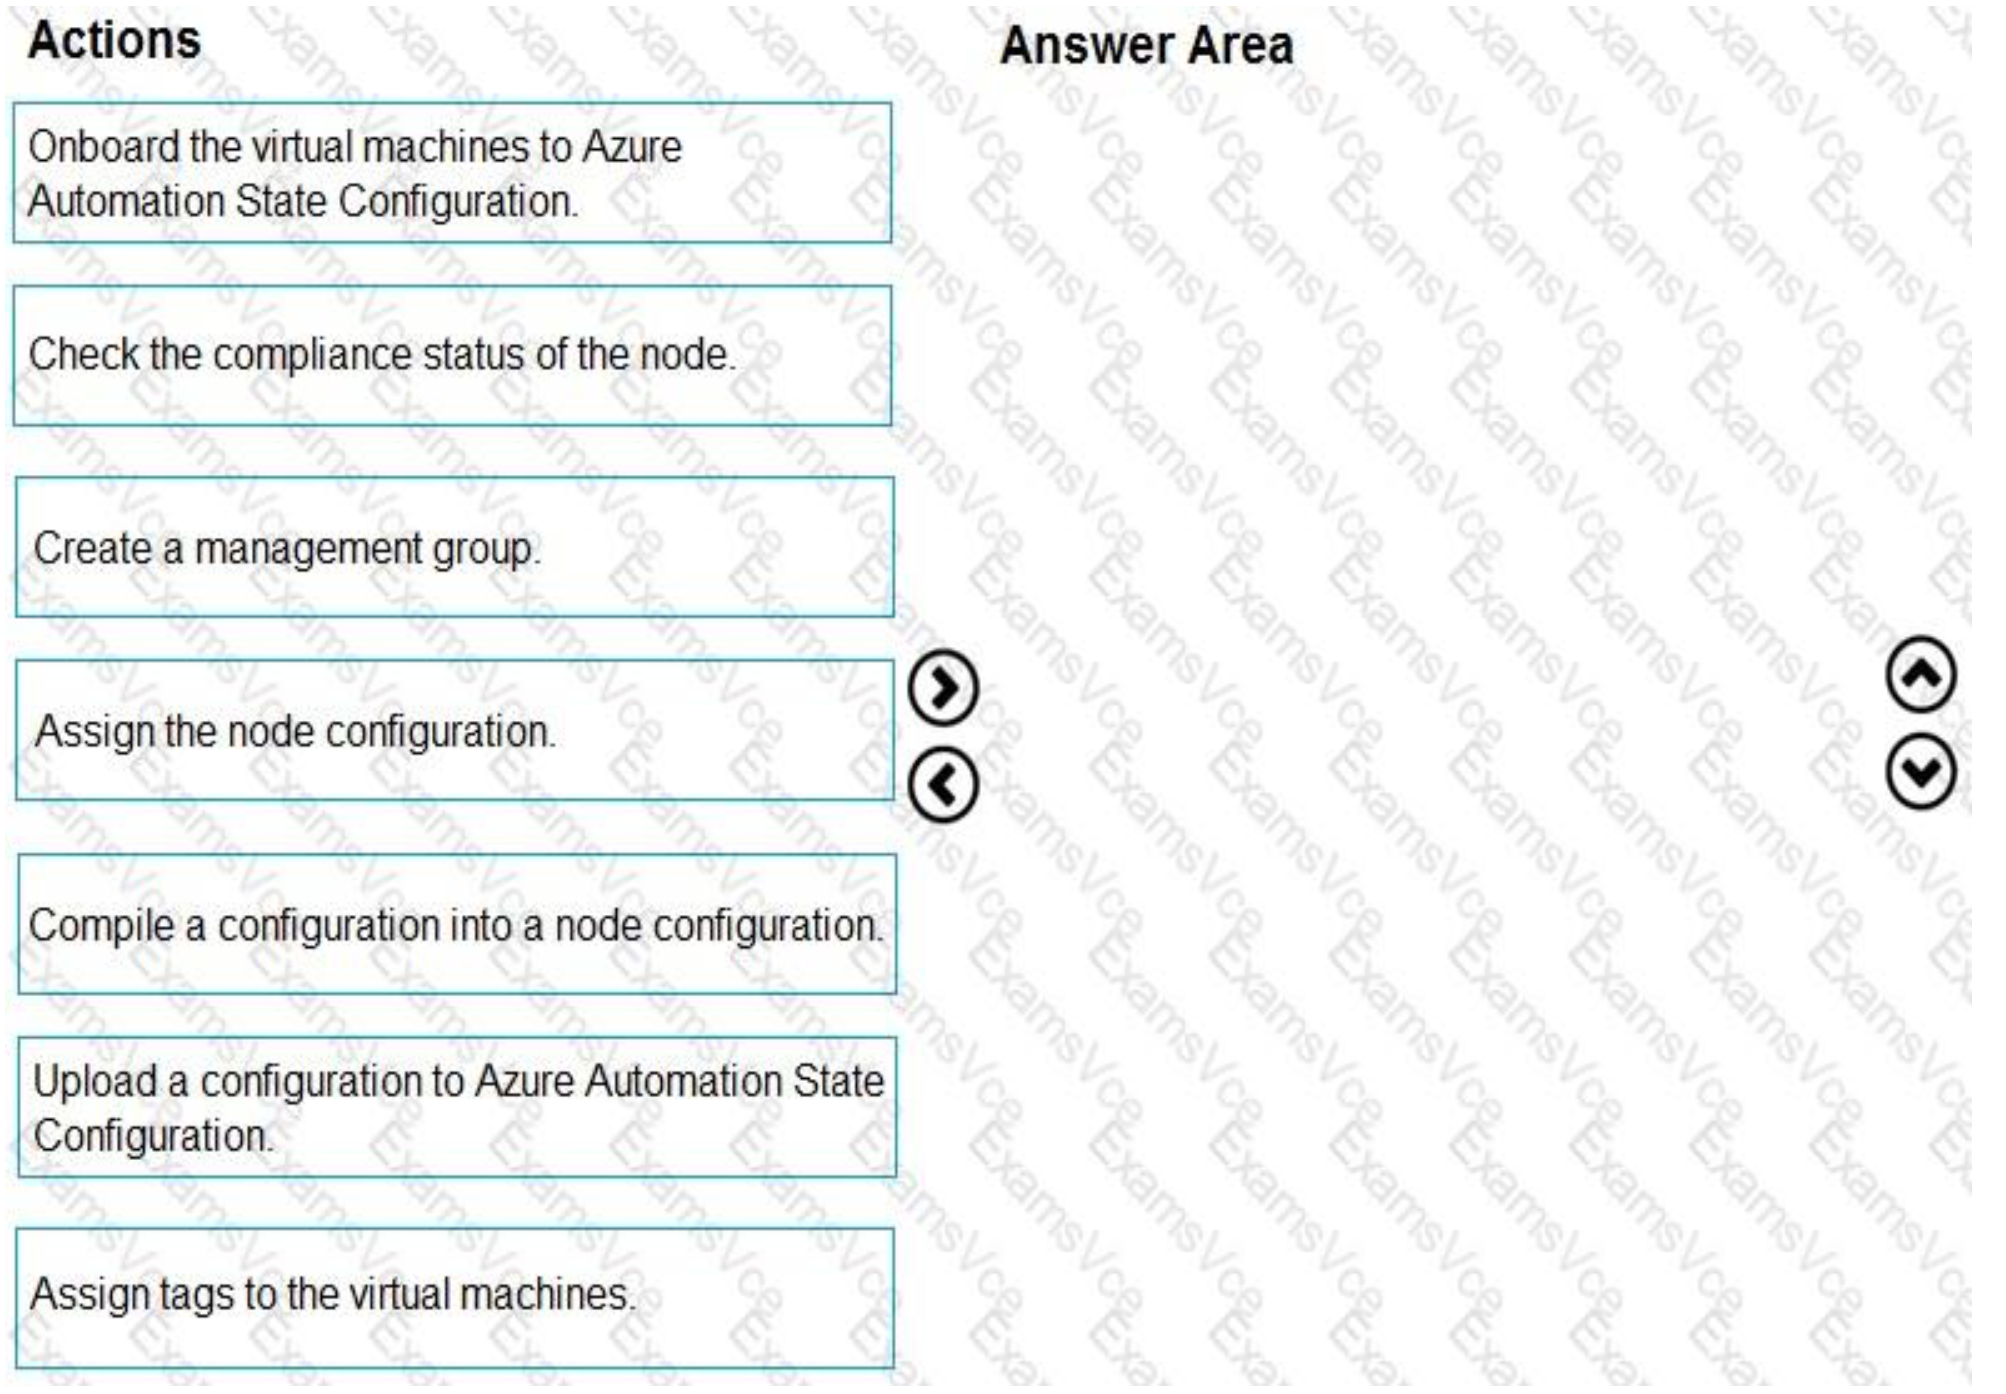 Actions
Answer Area
Onboard the virtual machines to Azure
Automation State Configuration.
Check the compliance status of the node.
Create a management group.
Assign the node configuration.
Compile a configuration into a node configuration.
Upload a configuration to Azure Automation State
Configuration.
Assign tags to the virtual machines.
ExamsVce